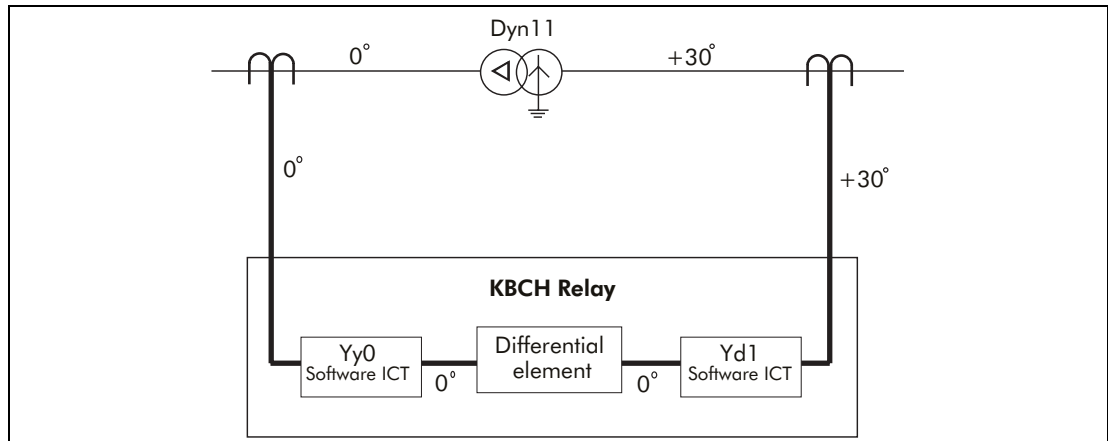 Dyn11
0°
+30°
0°
+30°
KBCH Relay
Yy0
Software ICT
0°
Differential
element
0°
Yd1
Software ICT